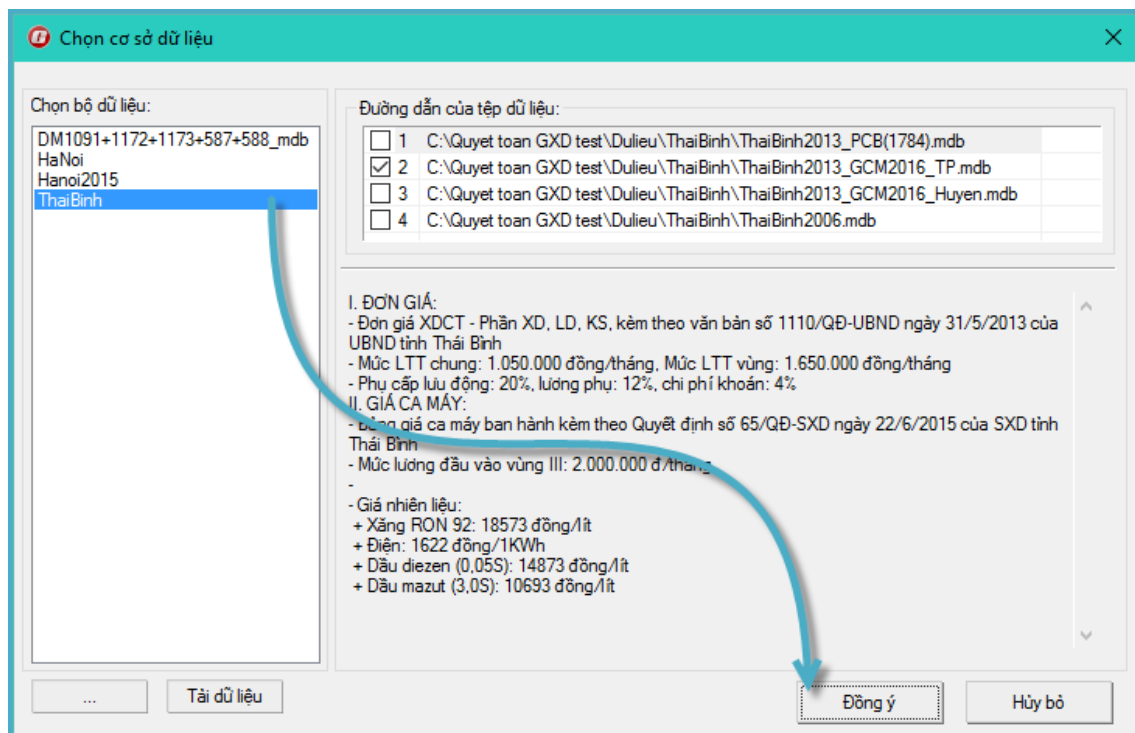 Chọn cơ sở dữ liệu
Chọn bộ dữ liệu:
DM1091+1172+1173+587+588_mdb
HaNoi
Hanoi2015
ThaiBinh
Đường dẫn của tệp dữ liệu:
1 C:\Quyet toan GXD test\Dulieu\ThaiBinh\ThaiBinh2013_PCB(1784).mdb
2 C:\Quyet toan GXD test\Dulieu\ThaiBinh\ThaiBinh2013_GCM2016_TP.mdb
3 C:\Quyet toan GXD test\Dulieu\ThaiBinh\ThaiBinh2013_GCM2016_Huyen.mdb
4 C:\Quyet toan GXD test\Dulieu\ThaiBinh\ThaiBinh2006.mdb
I. ĐƠN GIÁ:
- Đơn giá XDCT - Phần XD, LD, KS, kèm theo văn bản số 1110/QĐ-UBND ngày 31/5/2013 của
UBND tỉnh Thái Bình
- Mức LTT chung: 1.050.000 đồng/tháng, Mức LTT vùng: 1.650.000 đồng/tháng
- Phụ cấp lưu động: 20%, lương phụ: 12%, chi phí khoán: 4%
II. GIÁ CA MÁY:
- Bảng giá ca máy ban hành kèm theo Quyết định số 65/QĐ-SXD ngày 22/6/2015 của SXD tỉnh
Thái Bình
- Mức lương đầu vào vùng III: 2.000.000 đ/tháng
-
- Giá nhiên liệu:
+ Xăng RON 92: 18573 đồng/lít
+ Điện: 1622 đồng/1KWh
+ Dầu diezen (0,05S): 14873 đồng/lít
+ Dầu mazut (3,0S): 10693 đồng/lít
...
Tải dữ liệu
Đồng ý
Hủy bỏ